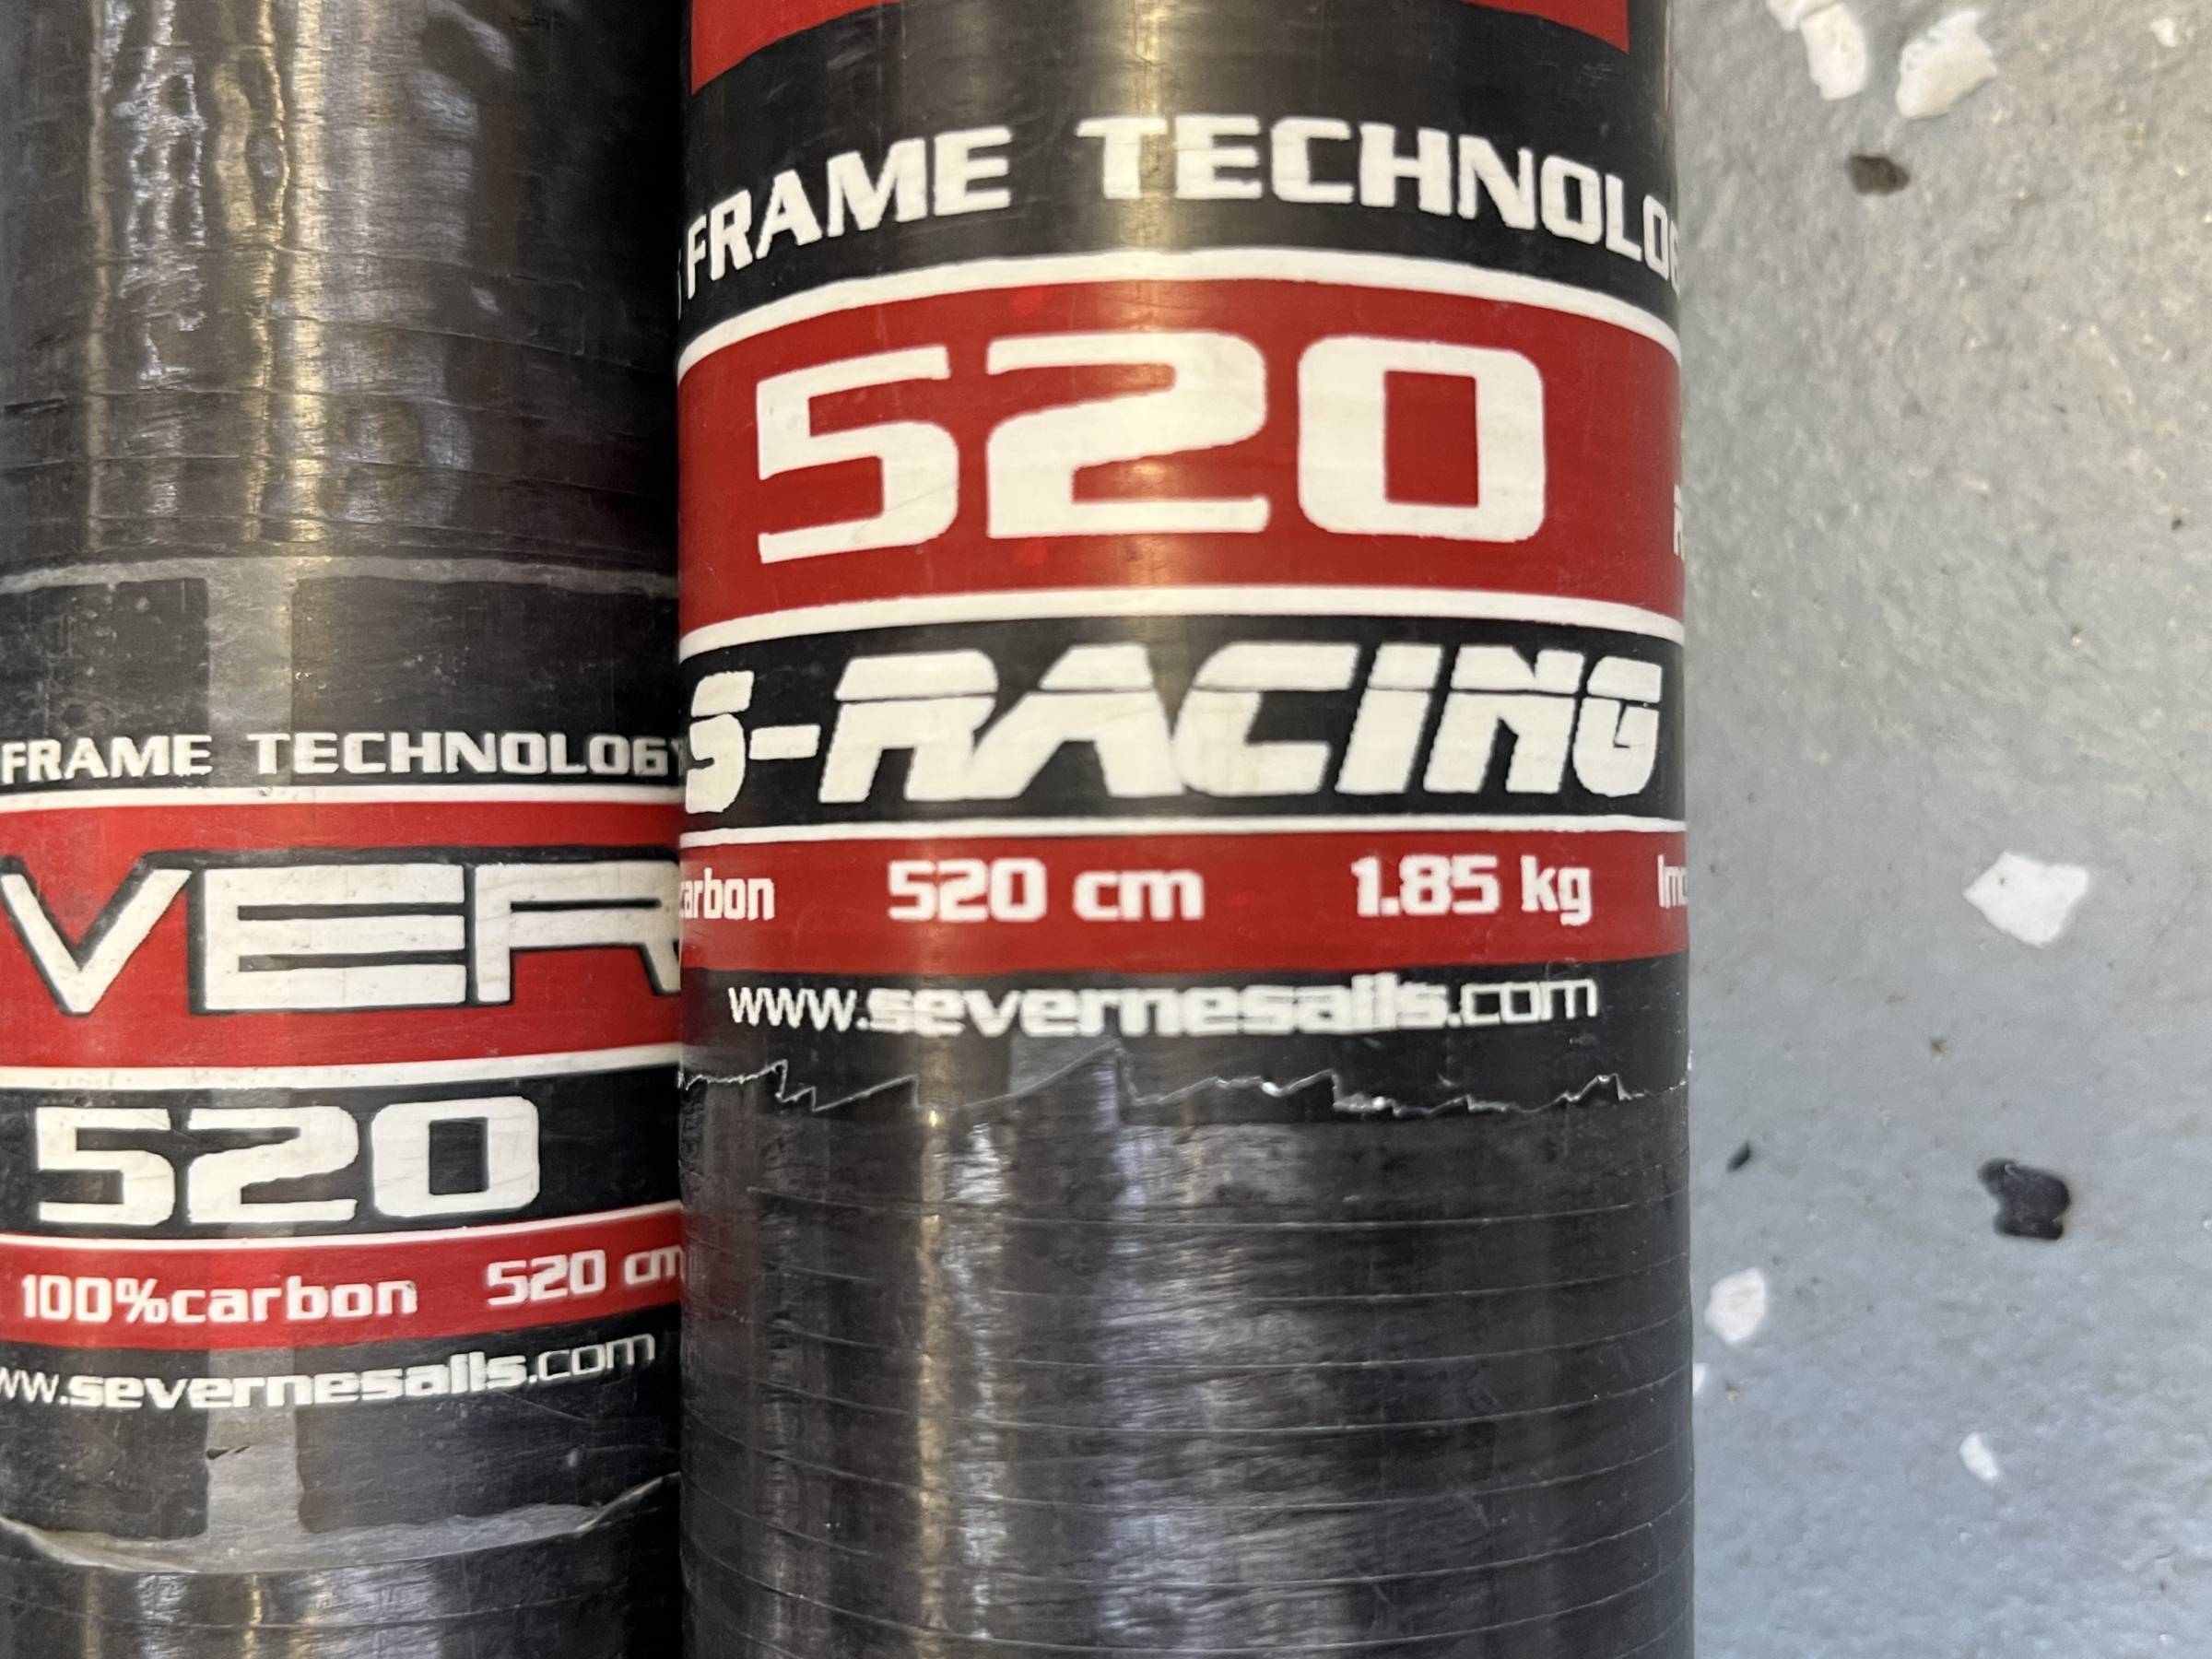 FRAME TECHNOLOGY
VER
520
100%carbon 520 cm
www.severnesails.com
FRAME TECHNOLOG
520
S-RACING
carbon 520 cm 1.85 kg
www.severnesails.com